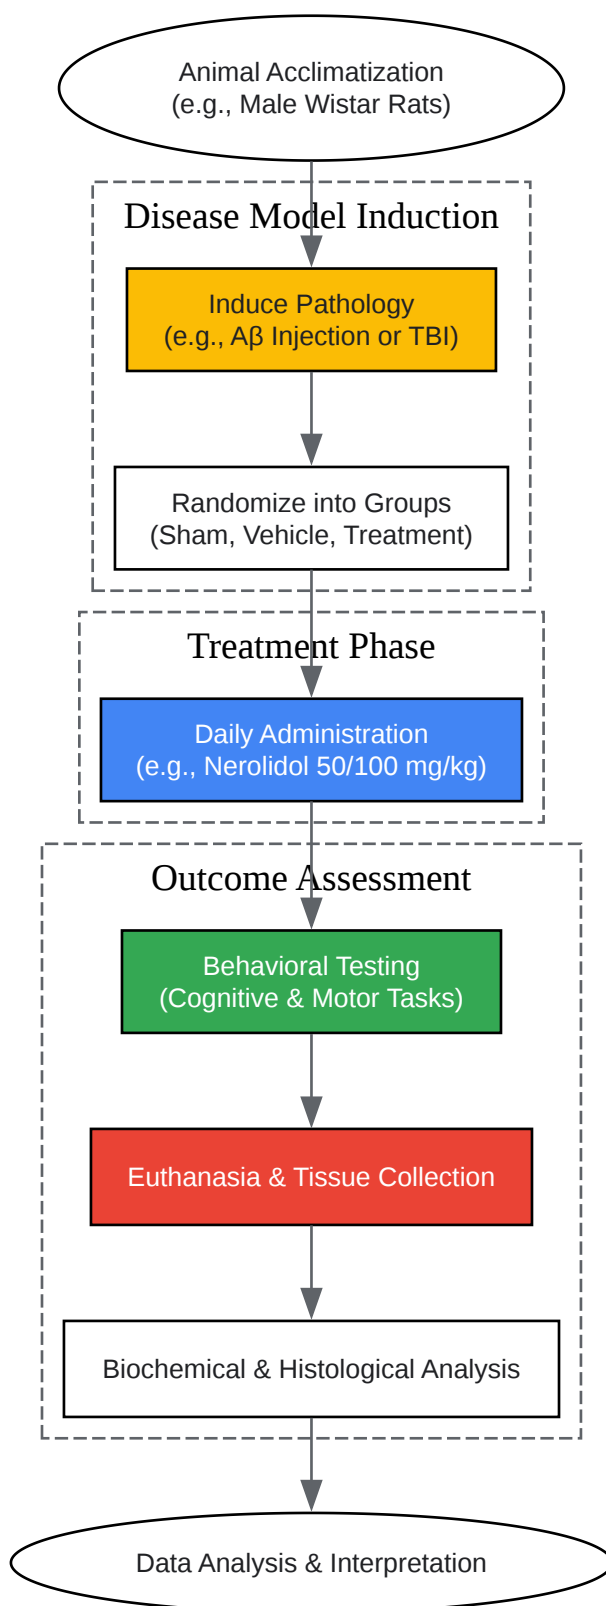 Animal Acclimatization
(e.g., Male Wistar Rats)
Disease Model Induction
Induce Pathology
(e.g., Aβ Injection or TBI)
Randomize into Groups
(Sham, Vehicle, Treatment)
Treatment Phase
Daily Administration
(e.g., Nerolidol 50/100 mg/kg)
Outcome Assessment
Behavioral Testing
(Cognitive & Motor Tasks)
Euthanasia & Tissue Collection
Biochemical & Histological Analysis
Data Analysis & Interpretation